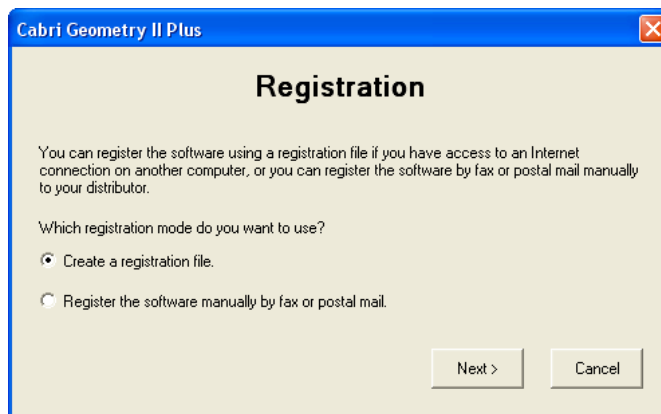 Cabri Geometry II Plus
Registration
You can register the software using a registration file if you have access to an Internet
connection on another computer, or you can register the software by fax or postal mail manually
to your distributor.
Which registration mode do you want to use?
Create a registration file.
Register the software manually by fax or postal mail.
Next >
Cancel